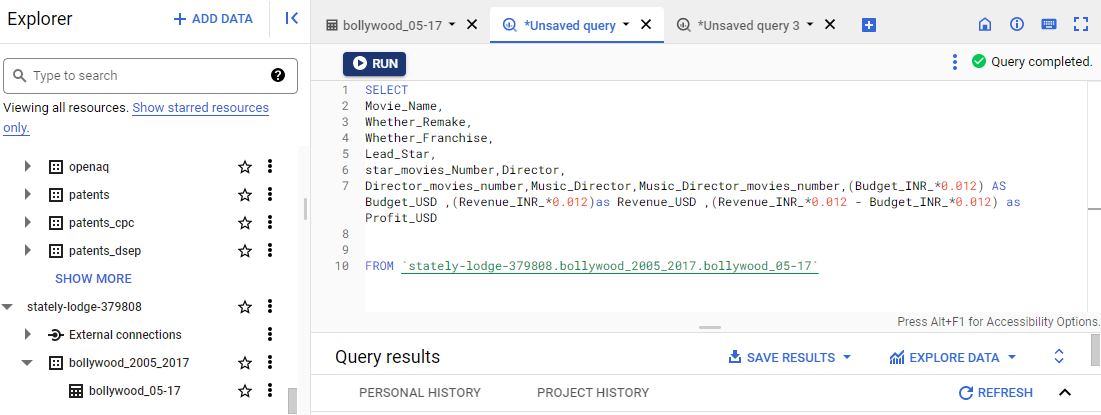 Explorer
+ ADD DATA
Type to search
Viewing all resources. Show starred resources
only.
openaq
patents
patents_cpc
patents_dsep
SHOW MORE
stately-lodge-379808
External connections
bollywood_2005_2017
bollywood_05-17
bollywood_05-17
*Unsaved query
*Unsaved query 3
RUN
Query completed.
1 SELECT
2 Movie_Name,
3 Whether_Remake,
4 Whether_Franchise,
5 Lead_Star,
6 star_movies_Number,Director,
7 Director_movies_number,Music_Director,Music_Director_movies_number,(Budget_INR_*0.012) AS
Budget_USD ,(Revenue_INR_*0.012)as Revenue_USD ,(Revenue_INR_*0.012 - Budget_INR_*0.012) as
Profit_USD
8
9
10 FROM `stately-lodge-379808.bollywood_2005_2017.bollywood_05-17`
Press Alt+F1 for Accessibility Options.
Query results
SAVE RESULTS
EXPLORE DATA
PERSONAL HISTORY
PROJECT HISTORY
REFRESH